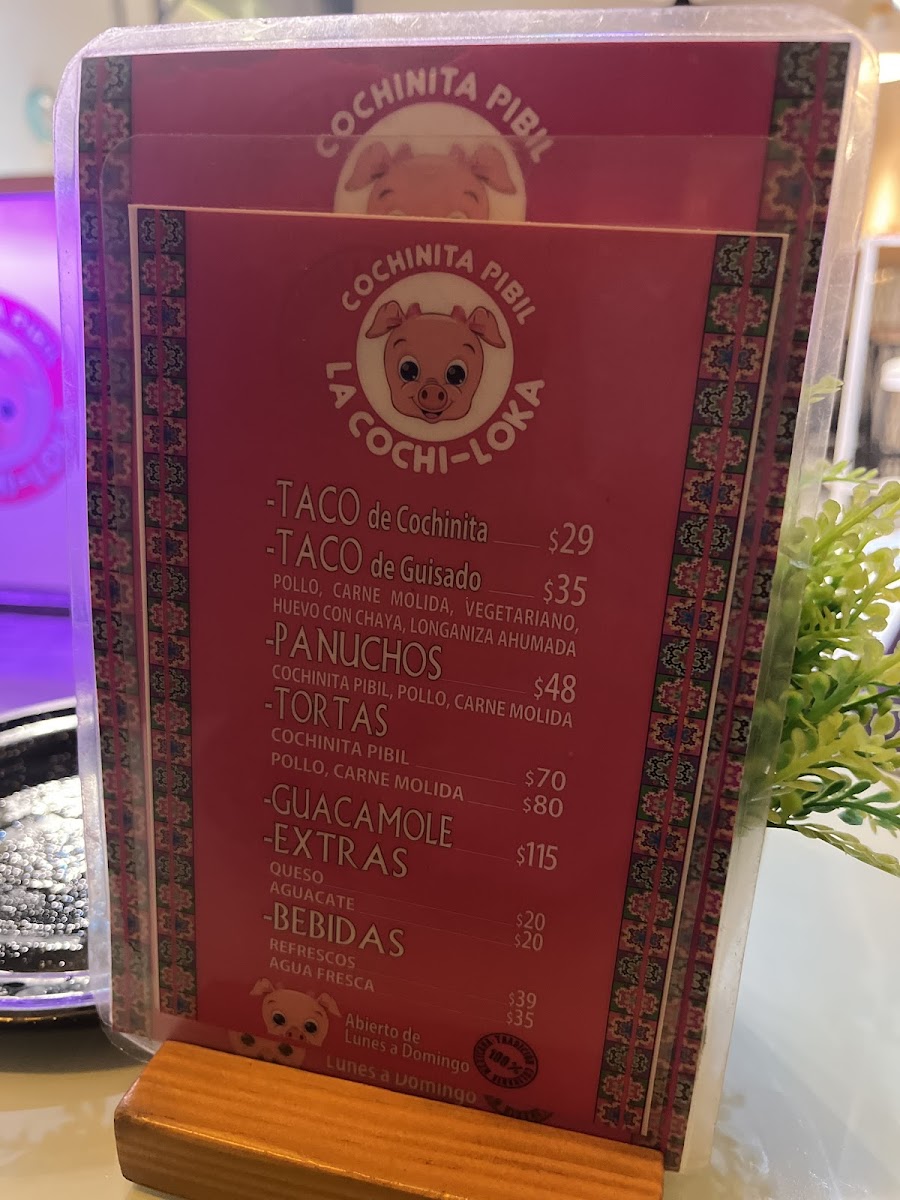 COCHINITA PIBIL
COCHINITA PIBIL
LA COCHI-LOKA
-TACO de Cochinita $29
-TACO de Guisado $35
POLLO, CARNE MOLIDA, VEGETARIANO,
HUEVO CON CHAYA, LONGANIZA AHUMADA
-PANUCHOS $48
COCHINITA PIBIL, POLLO, CARNE MOLIDA
-TORTAS
COCHINITA PIBIL $70
POLLO, CARNE MOLIDA $80
-GUACAMOLE $115
-EXTRAS
QUESO $20
AGUACATE $20
-BEBIDAS
REFRESCOS $39
AGUA FRESCA $35
Abierto de
Lunes a Domingo
Lunes a Domingo
100%